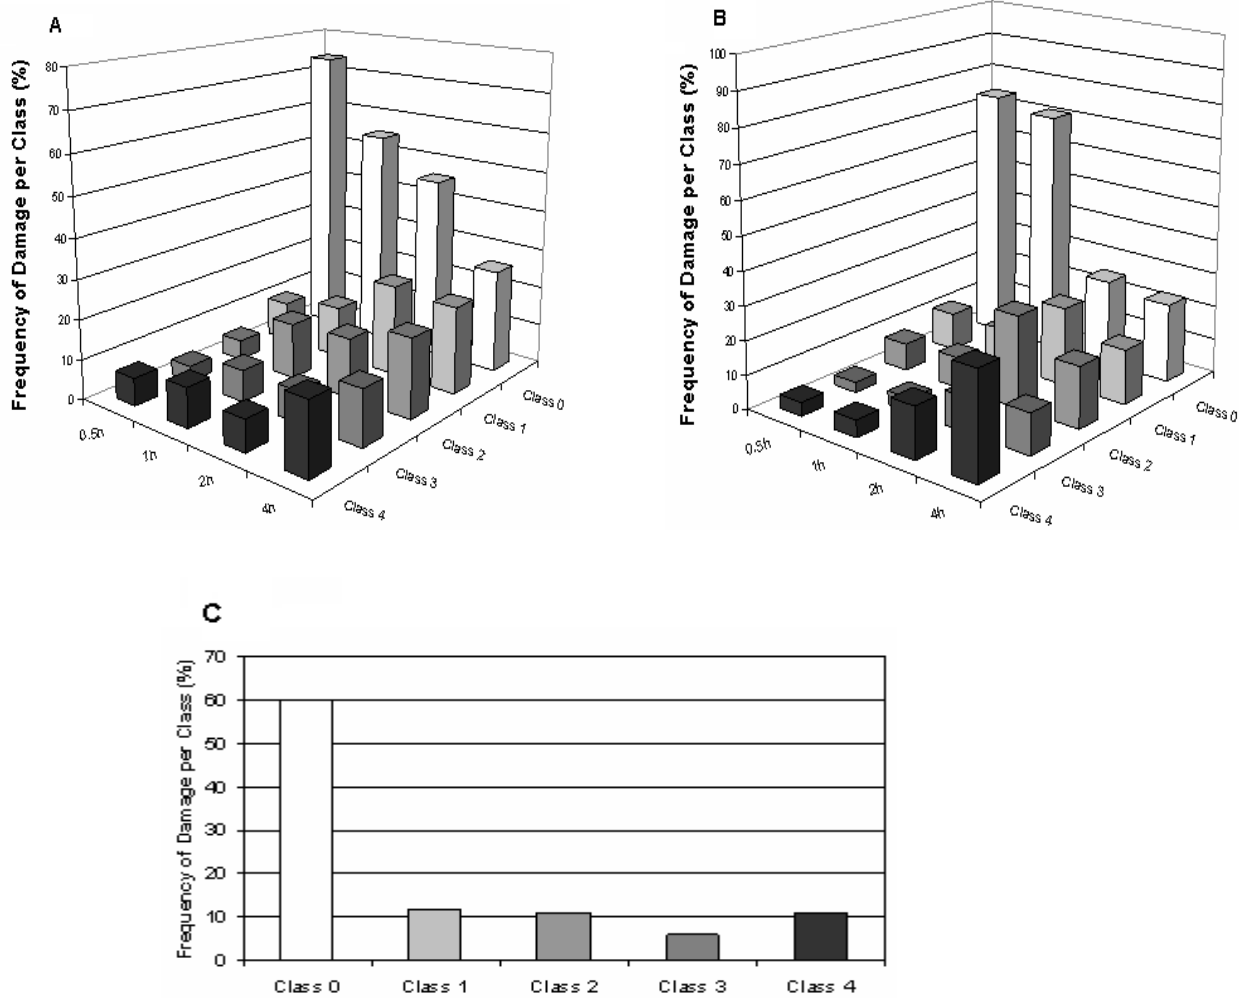 A
Frequency of Damage per Class (%)
80
70
60
50
40
30
20
10
0
0.5h
1h
2h
4h
Class 4
Class 3
Class 2
Class 1
Class 0
B
Frequency of Damage per Class (%)
100
90
80
70
60
50
40
30
20
10
0
0.5h
1h
2h
4h
Class 4
Class 3
Class 2
Class 1
Class 0
C
Frequency of Damage per Class (%)
70
60
50
40
30
20
10
0
Class 0 Class 1 Class 2 Class 3 Class 4